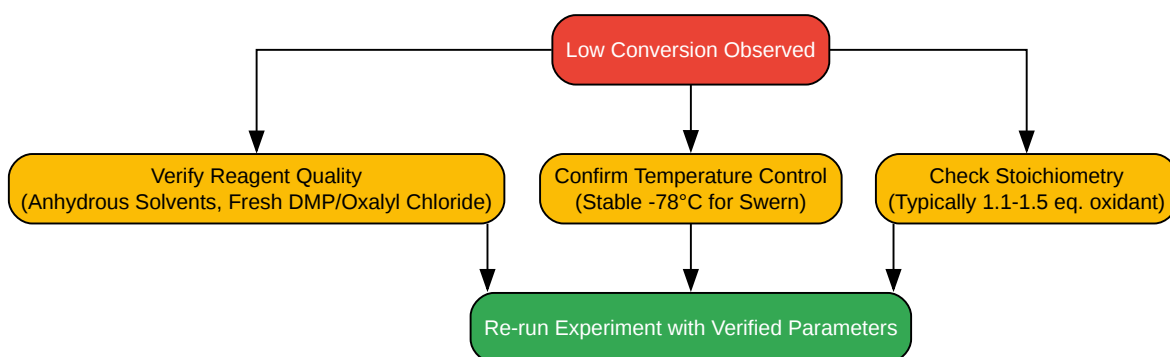 Low Conversion Observed
Verify Reagent Quality
(Anhydrous Solvents, Fresh DMP/Oxalyl Chloride)
Confirm Temperature Control
(Stable -78°C for Swern)
Check Stoichiometry
(Typically 1.1-1.5 eq. oxidant)
Re-run Experiment with Verified Parameters